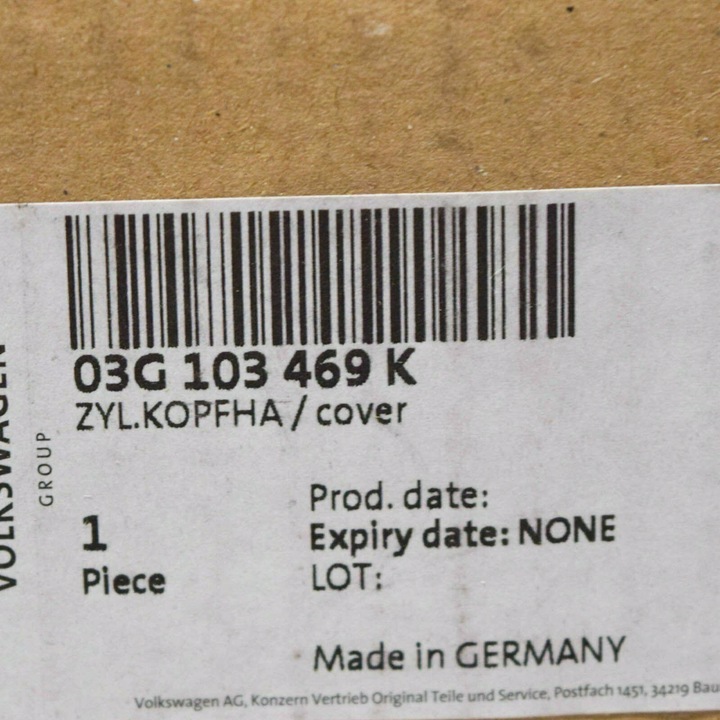 VOLKSWAGEN
GROUP
03G 103 469 K
ZYL.KOPFHA / cover
1
Piece
Prod. date:
Expiry date: NONE
LOT:
Made in GERMANY
Volkswagen AG, Konzern Vertrieb Original Teile und Service, Postfach 1451, 34219 Bau